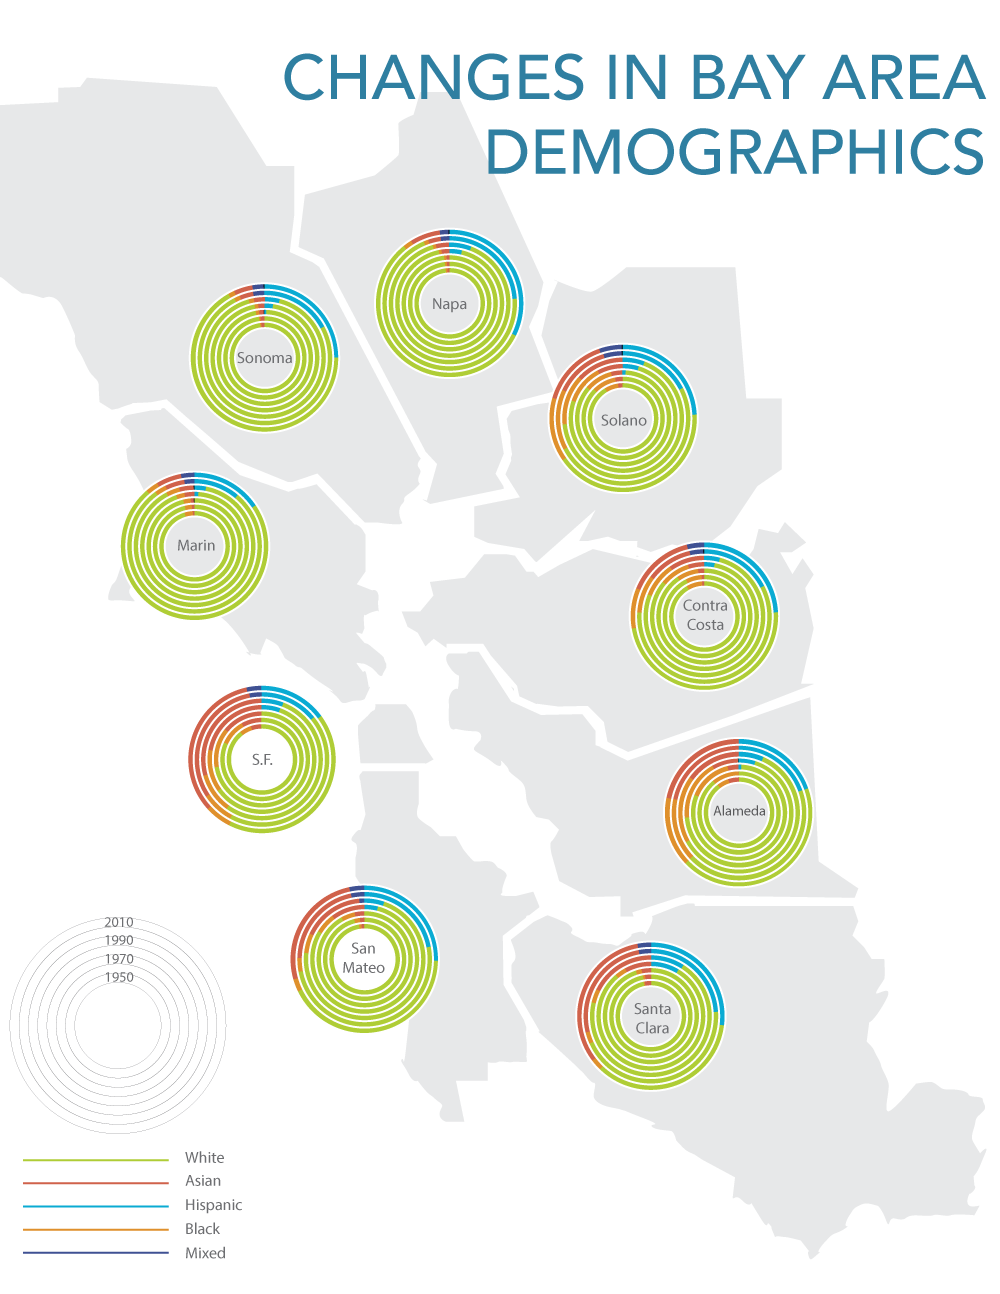 CHANGES IN BAY AREA
DEMOGRAPHICS
Napa
Sonoma
Solano
Marin
Contra
Costa
S.F.
Alameda
San
Mateo
Santa
Clara
2010
1990
1970
1950
White
Asian
Hispanic
Black
Mixed